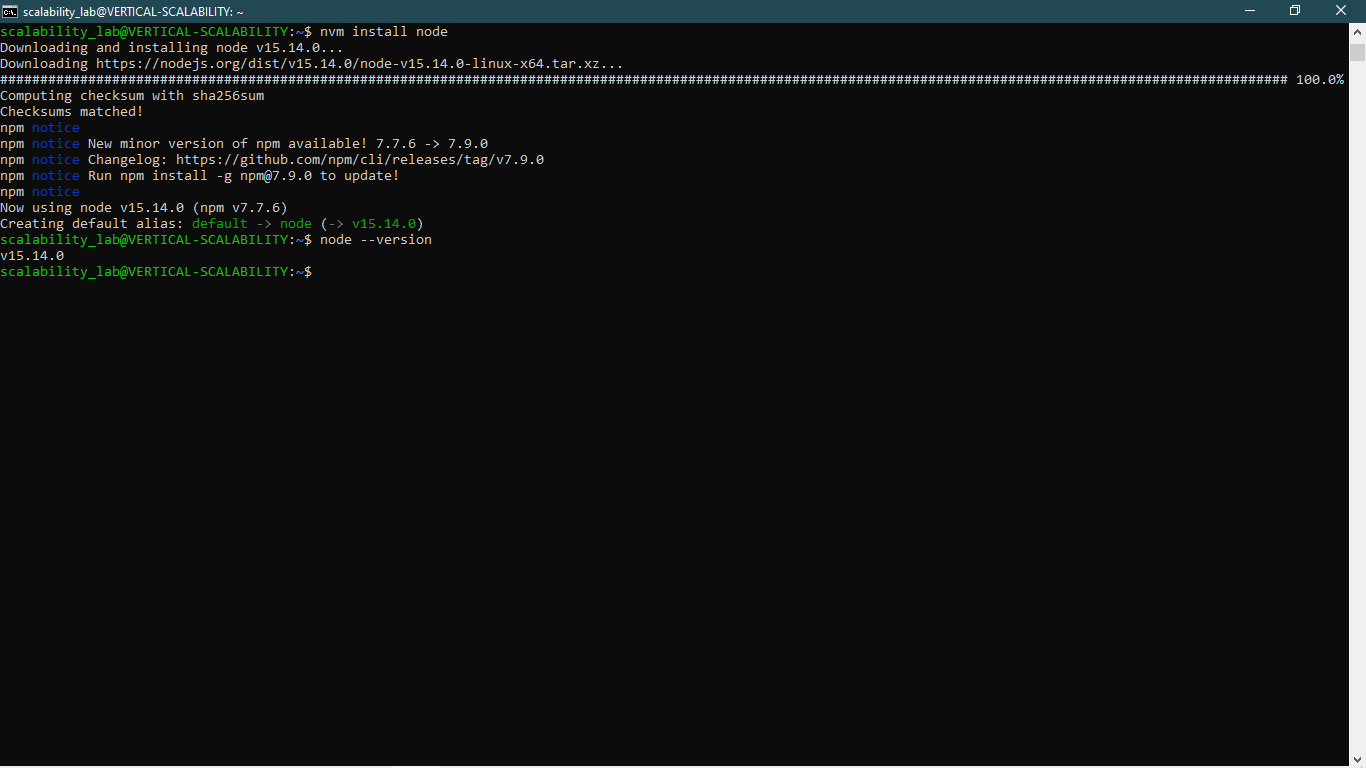 scalability_lab@VERTICAL-SCALABILITY: ~
scalability_lab@VERTICAL-SCALABILITY:~$ nvm install node
Downloading and installing node v15.14.0...
Downloading https://nodejs.org/dist/v15.14.0/node-v15.14.0-linux-x64.tar.xz...
################################################################################################################################################################# 100.0%
Computing checksum with sha256sum
Checksums matched!
npm notice
npm notice New minor version of npm available! 7.7.6 -> 7.9.0
npm notice Changelog: https://github.com/npm/cli/releases/tag/v7.9.0
npm notice Run npm install -g npm@7.9.0 to update!
npm notice
Now using node v15.14.0 (npm v7.7.6)
Creating default alias: default -> node (-> v15.14.0)
scalability_lab@VERTICAL-SCALABILITY:~$ node --version
v15.14.0
scalability_lab@VERTICAL-SCALABILITY:~$